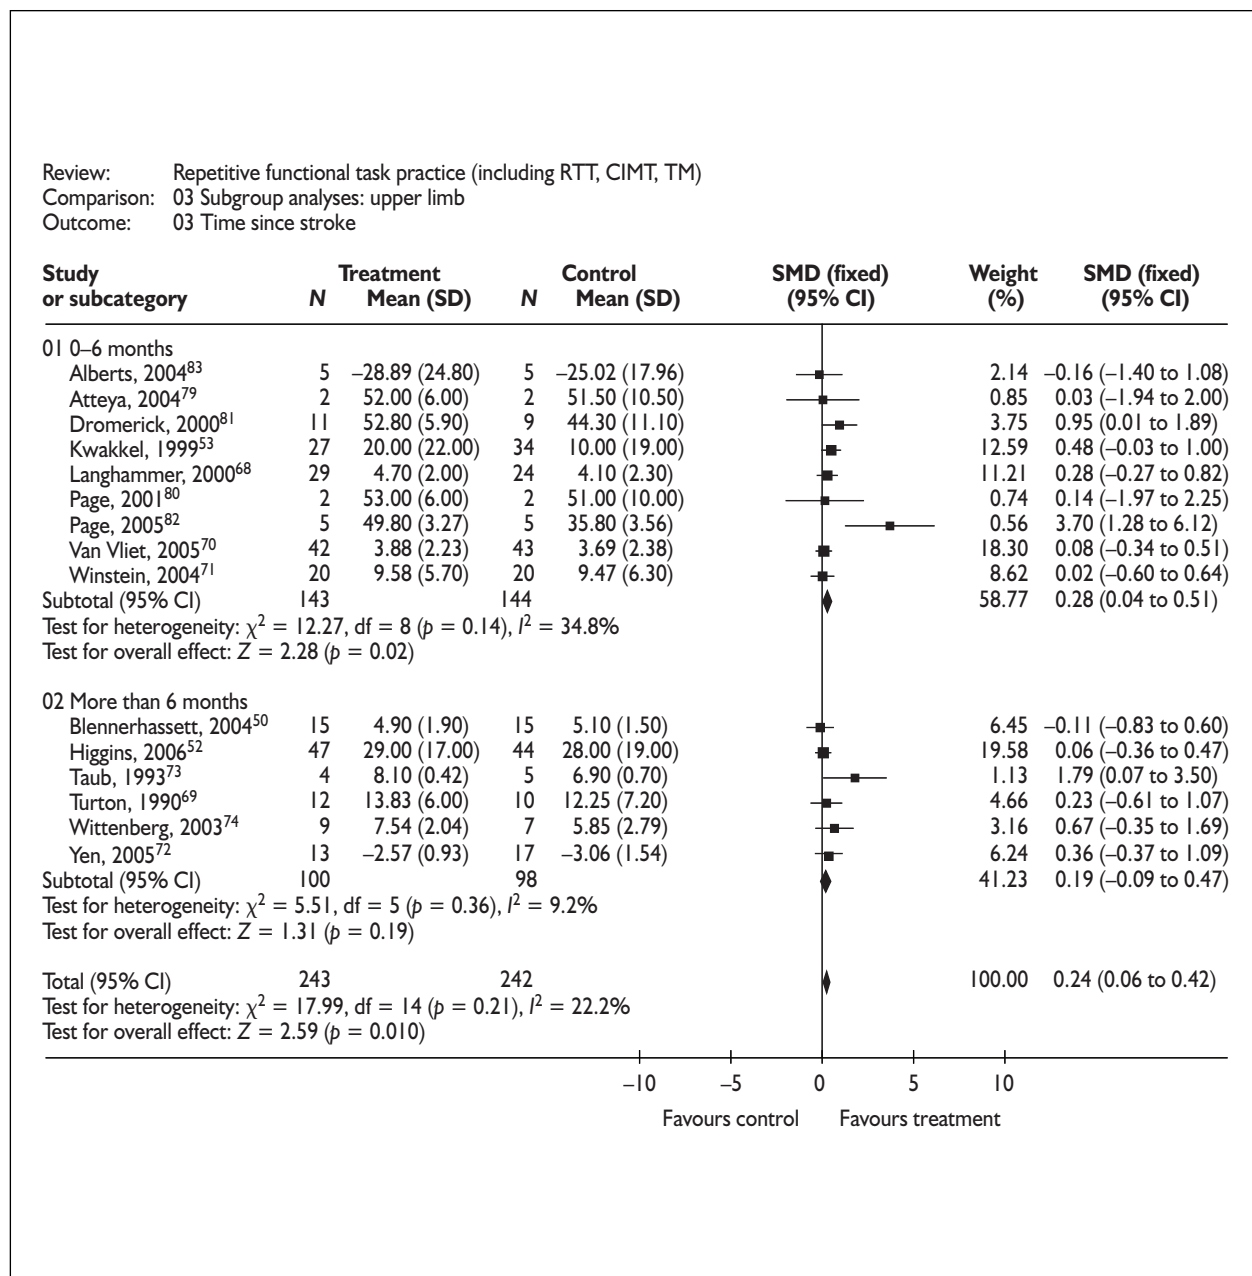 Review: Repetitive functional task practice (including RTT, CIMT, TM)
Comparison: 03 Subgroup analyses: upper limb
Outcome: 03 Time since stroke
Study Treatment Control SMD (fixed) Weight SMD (fixed)
or subcategory N Mean (SD) N Mean (SD) (95% CI) (%) (95% CI)
01 0–6 months
Alberts, 2004⁸³ 5 –28.89 (24.80) 5 –25.02 (17.96) 2.14 –0.16 (–1.40 to 1.08)
Atteya, 2004⁷⁹ 2 52.00 (6.00) 2 51.50 (10.50) 0.85 0.03 (–1.94 to 2.00)
Dromerick, 2000⁸¹ 11 52.80 (5.90) 9 44.30 (11.10) 3.75 0.95 (0.01 to 1.89)
Kwakkel, 1999⁵³ 27 20.00 (22.00) 34 10.00 (19.00) 12.59 0.48 (–0.03 to 1.00)
Langhammer, 2000⁶⁸ 29 4.70 (2.00) 24 4.10 (2.30) 11.21 0.28 (–0.27 to 0.82)
Page, 2001⁸⁰ 2 53.00 (6.00) 2 51.00 (10.00) 0.74 0.14 (–1.97 to 2.25)
Page, 2005⁸² 5 49.80 (3.27) 5 35.80 (3.56) 0.56 3.70 (1.28 to 6.12)
Van Vliet, 2005⁷⁰ 42 3.88 (2.23) 43 3.69 (2.38) 18.30 0.08 (–0.34 to 0.51)
Winstein, 2004⁷¹ 20 9.58 (5.70) 20 9.47 (6.30) 8.62 0.02 (–0.60 to 0.64)
Subtotal (95% CI) 143 144 58.77 0.28 (0.04 to 0.51)
Test for heterogeneity: χ² = 12.27, df = 8 (p = 0.14), I² = 34.8%
Test for overall effect: Z = 2.28 (p = 0.02)
02 More than 6 months
Blennerhassett, 2004⁵⁰ 15 4.90 (1.90) 15 5.10 (1.50) 6.45 –0.11 (–0.83 to 0.60)
Higgins, 2006⁵² 47 29.00 (17.00) 44 28.00 (19.00) 19.58 0.06 (–0.36 to 0.47)
Taub, 1993⁷³ 4 8.10 (0.42) 5 6.90 (0.70) 1.13 1.79 (0.07 to 3.50)
Turton, 1990⁶⁹ 12 13.83 (6.00) 10 12.25 (7.20) 4.66 0.23 (–0.61 to 1.07)
Wittenberg, 2003⁷⁴ 9 7.54 (2.04) 7 5.85 (2.79) 3.16 0.67 (–0.35 to 1.69)
Yen, 2005⁷² 13 –2.57 (0.93) 17 –3.06 (1.54) 6.24 0.36 (–0.37 to 1.09)
Subtotal (95% CI) 100 98 41.23 0.19 (–0.09 to 0.47)
Test for heterogeneity: χ² = 5.51, df = 5 (p = 0.36), I² = 9.2%
Test for overall effect: Z = 1.31 (p = 0.19)
Total (95% CI) 243 242 100.00 0.24 (0.06 to 0.42)
Test for heterogeneity: χ² = 17.99, df = 14 (p = 0.21), I² = 22.2%
Test for overall effect: Z = 2.59 (p = 0.010)
–10 –5 0 5 10
Favours control Favours treatment